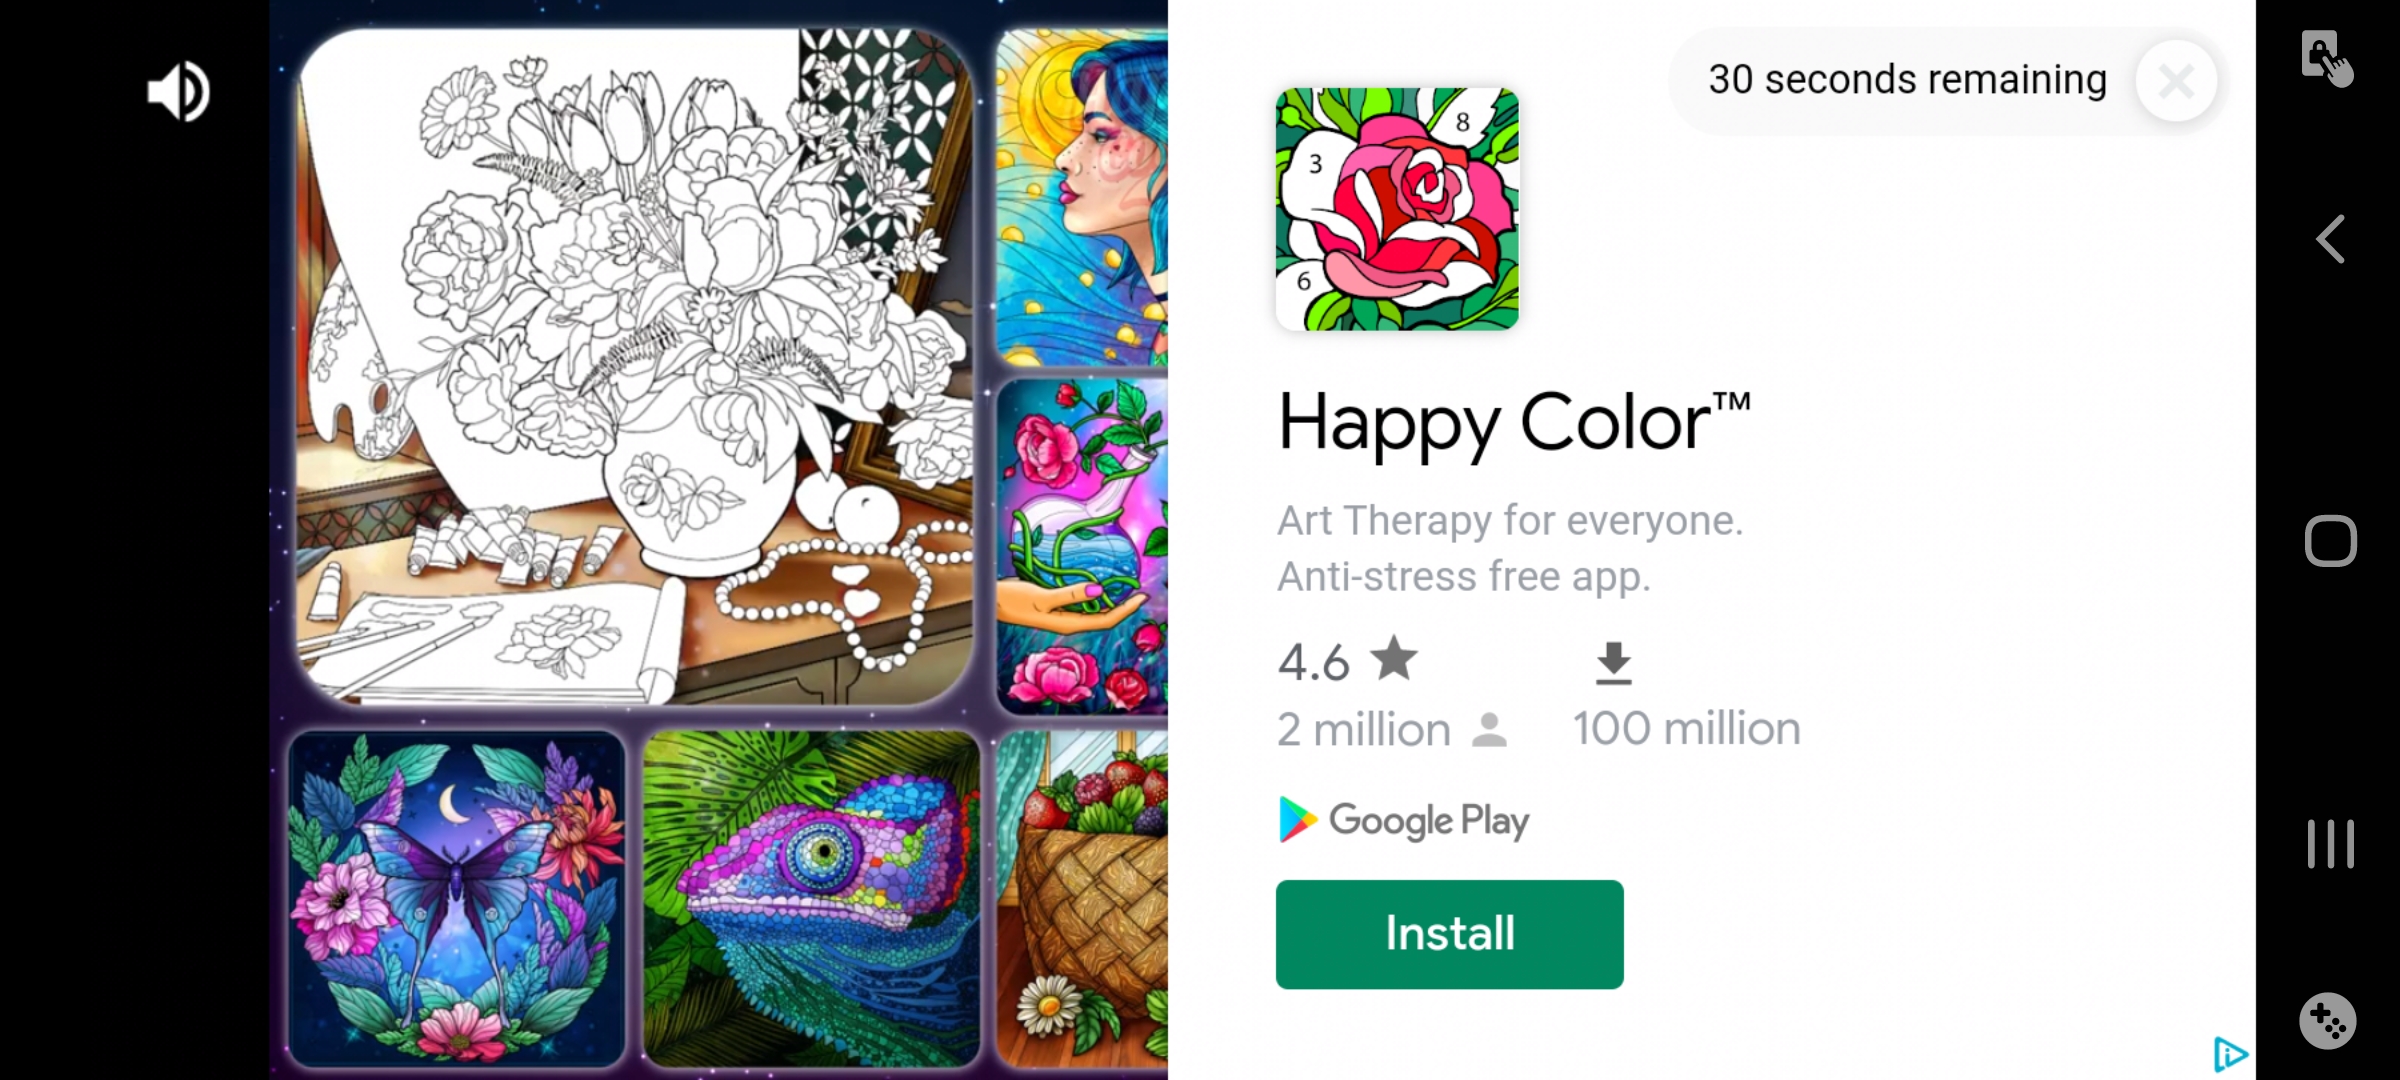 30 seconds remaining
8
3
6
Happy Color™
Art Therapy for everyone.
Anti-stress free app.
4.6
2 million
100 million
Google Play
Install